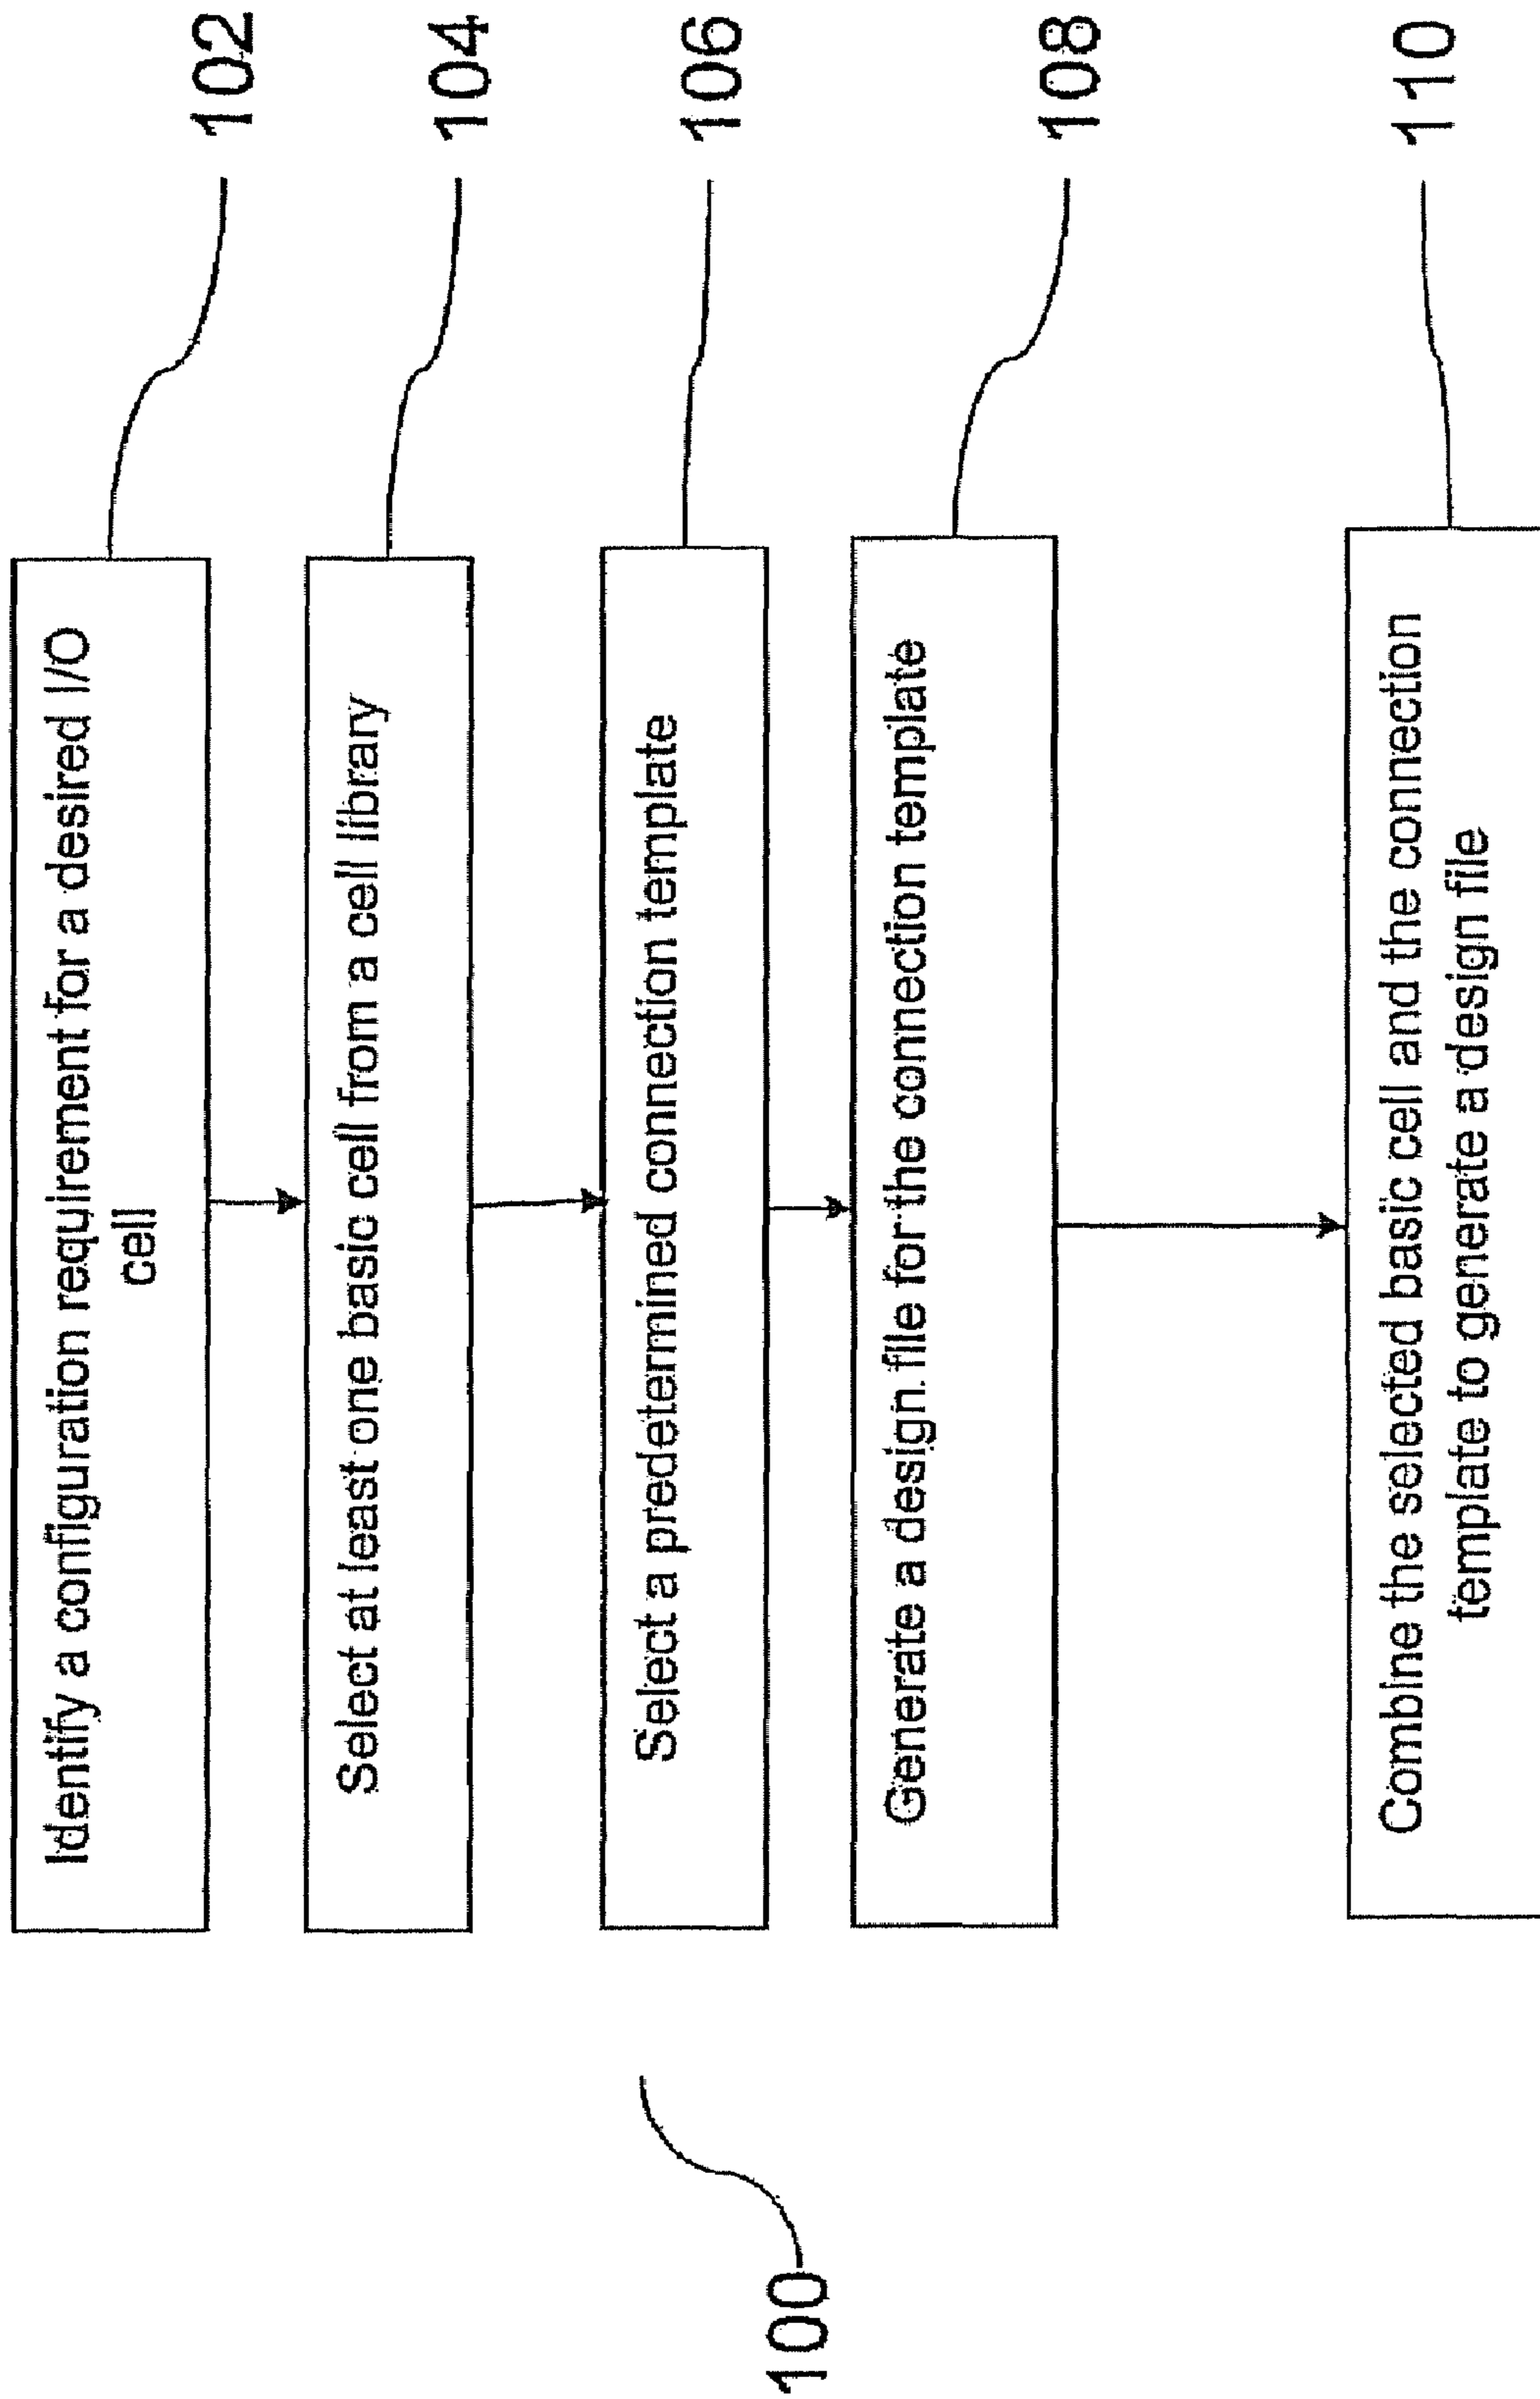 Identify a configuration requirement for a desired I/O
cell
102
Select at least one basic cell from a cell library
104
Select a predetermined connection template
106
Generate a design file for the connection template
108
Combine the selected basic cell and the connection
template to generate a design file
110
100